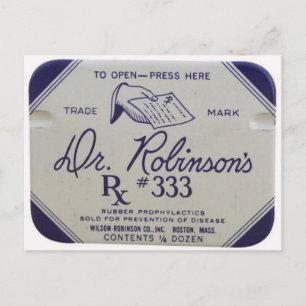 TO OPEN—PRESS HERE
TRADE MARK
Rx
Dr. Robinson's
Rx # 333
RUBBER PROPHYLACTICS
SOLD FOR PREVENTION OF DISEASE
WILSON-ROBINSON CO., INC. BOSTON, MASS.
CONTENTS ¼ DOZEN